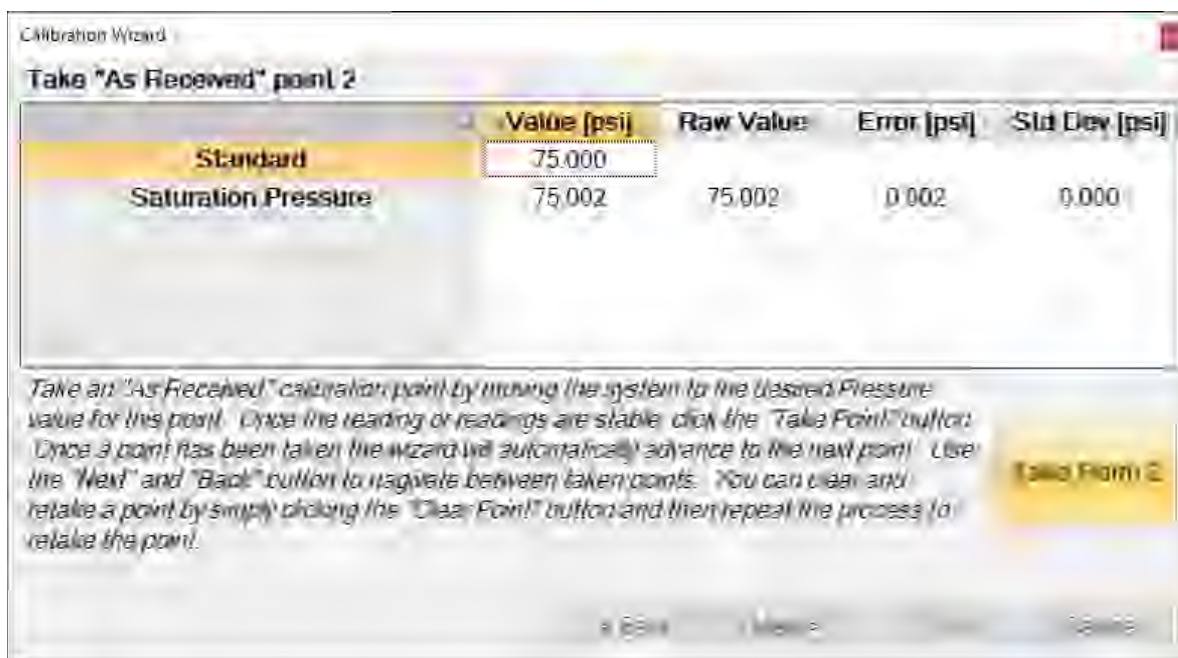 Calibration Wizard
Take "As Received" point 2
Value [psi] Raw Value Error [psi] Std Dev [psi]
Standard 75.000
Saturation Pressure 75.002 75.002 0.002 0.000
Take an "As Received" calibration point by moving the system to the desired Pressure
value for this point. Once the reading or readings are stable click the "Take Point" button
Once a point has been taken the wizard will automatically advance to the next point. Use
the "Next" and "Back" button to navigate between taken points. You can clear and
retake a point by simply clicking the "Clear Point" button and then repeat the process to
retake the point.
Take Point 2
< Back